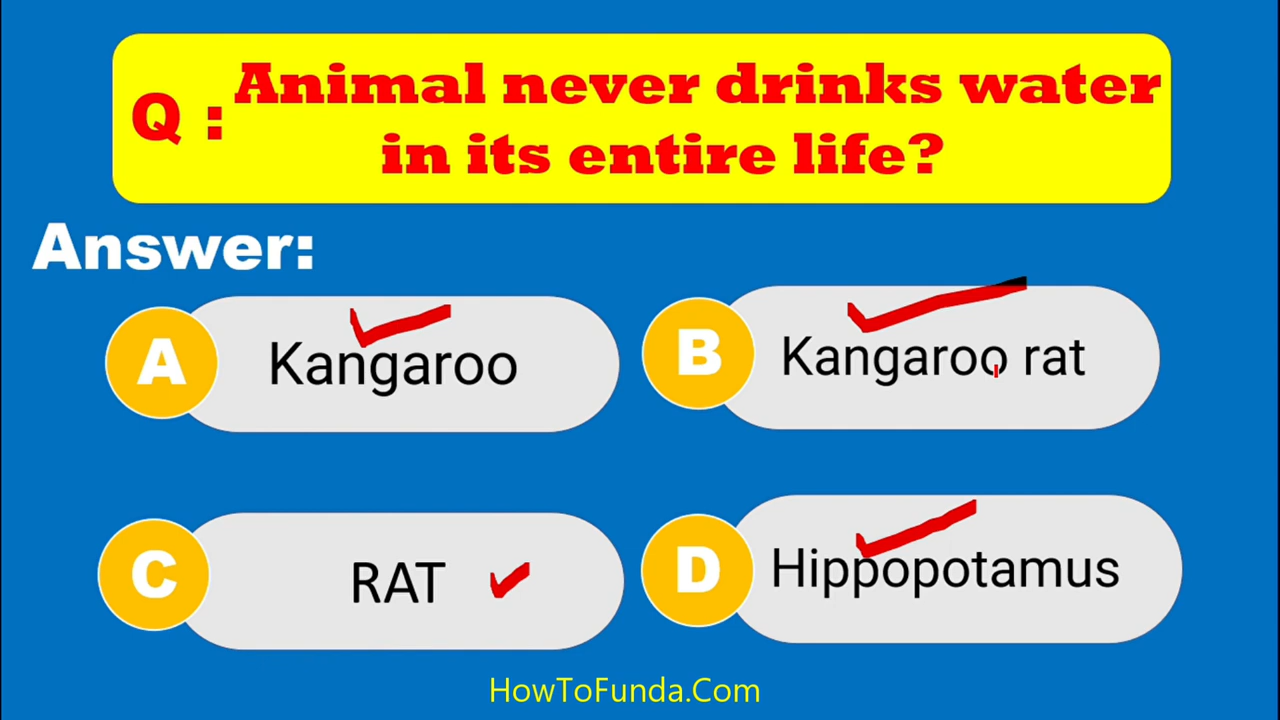 Q : Animal never drinks water
in its entire life?
Answer:
A Kangaroo
B Kangaroo rat
C RAT
D Hippopotamus
HowToFunda.Com